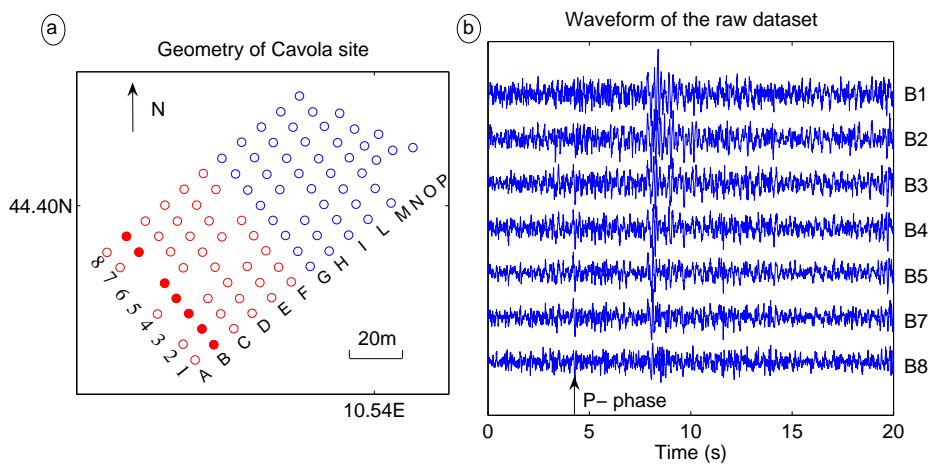 a
Geometry of Cavola site
N
44.40N
8 7 6 5 4 3 2 1
A B C D E F G H I L M N O P
20m
10.54E
b
Waveform of the raw dataset
B1
B2
B3
B4
B5
B7
B8
P- phase
0 5 10 15 20
Time (s)